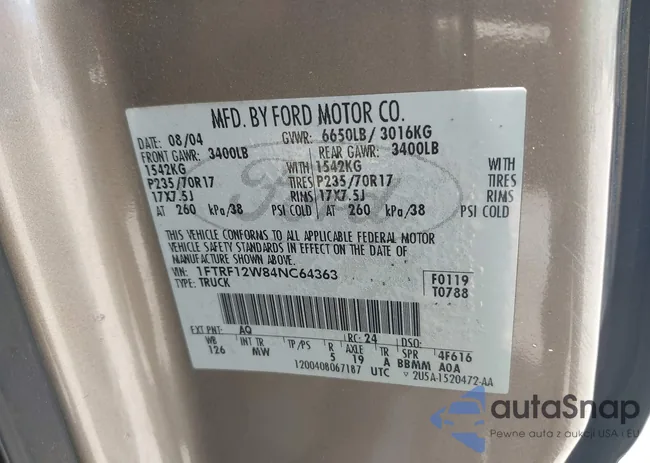 MFD. BY FORD MOTOR CO.
DATE: 08/04 GVWR: 6650LB/ 3016KG
FRONT GAWR: 3400LB REAR GAWR: 3400LB
1542KG WITH 1542KG WITH
P235/70R17 TIRES P235/70R17 TIRES
17X7.5J RIMS 17X7.5J RIMS
AT 260 kPa/38 PSI COLD AT 260 kPa/38 PSI COLD
THIS VEHICLE CONFORMS TO ALL APPLICABLE FEDERAL MOTOR
VEHICLE SAFETY STANDARDS IN EFFECT ON THE DATE OF
MANUFACTURE SHOWN ABOVE.
VIN: 1FTRF12W84NC64363 F0119
TYPE: TRUCK T0788
EXT PNT: AQ RC: 24 DSO:
WB INT TR TP/PS R AXLE TR SPR 4F616
126 MW 5 19 A BBMM AOA
1200408067187 UTC 2U5A-1520472-AA
Ford
autaSnap
Pewne auta z aukcji USA i EU